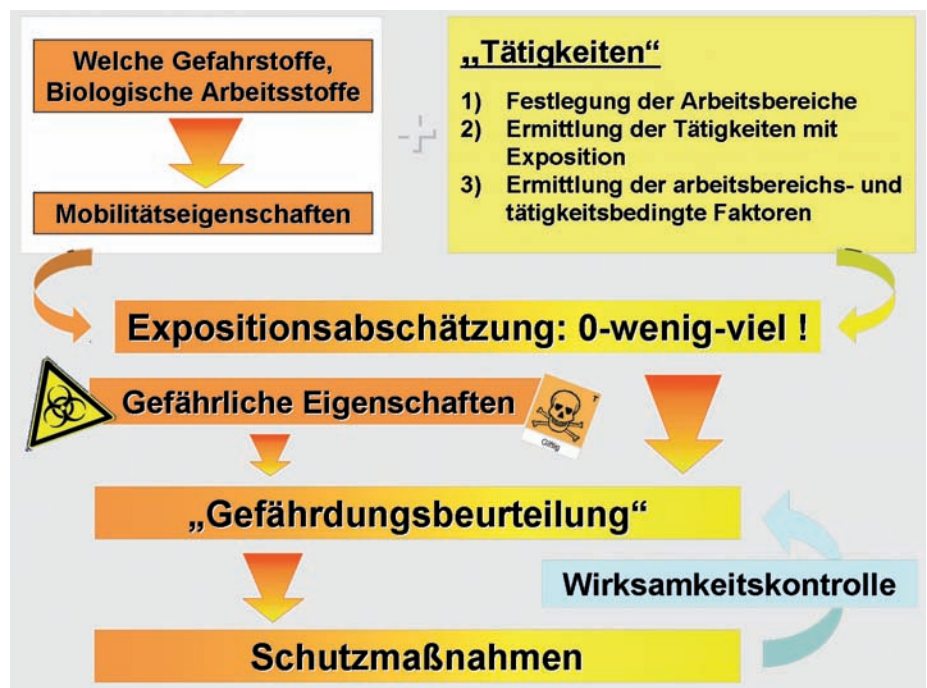 Welche Gefahrstoffe,
Biologische Arbeitsstoffe
Mobilitätseigenschaften
„Tätigkeiten“
1) Festlegung der Arbeitsbereiche
2) Ermittlung der Tätigkeiten mit
Exposition
3) Ermittlung der arbeitsbereichs- und
tätigkeitsbedingte Faktoren
Expositionsabschätzung: 0-wenig-viel !
Gefährliche Eigenschaften
T
Giftig
„Gefährdungsbeurteilung“
Wirksamkeitskontrolle
Schutzmaßnahmen